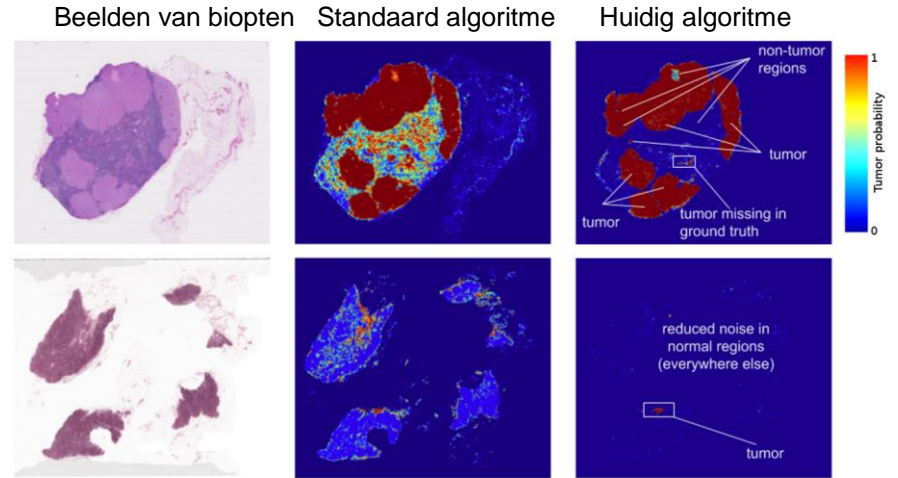 Beelden van biopten
Standaard algoritme
Huidig algoritme
non-tumor
regions
tumor
tumor
tumor missing in
ground truth
1
Tumor probability
0
reduced noise in
normal regions
(everywhere else)
tumor